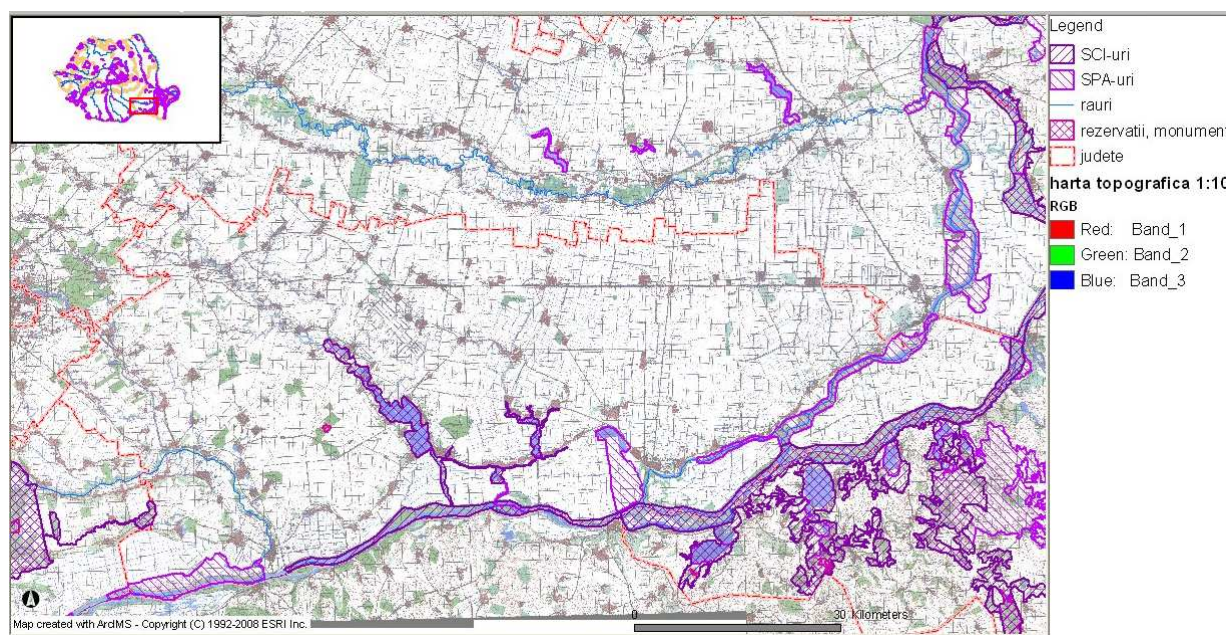 Legend
SCI-uri
SPA-uri
rauri
rezervatii, monument
judete
harta topografica 1:10
RGB
Red: Band_1
Green: Band_2
Blue: Band_3
0 30 Kilometers
Map created with ArcIMS - Copyright (C) 1992-2008 ESRI Inc.